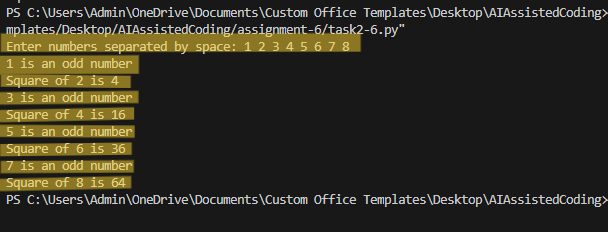 PS C:\Users\Admin\OneDrive\Documents\Custom Office Templates\Desktop\AIAssistedCoding>
mplates/Desktop/AIAssistedCoding/assignment-6/task2-6.py"
Enter numbers separated by space: 1 2 3 4 5 6 7 8
1 is an odd number
Square of 2 is 4
3 is an odd number
Square of 4 is 16
5 is an odd number
Square of 6 is 36
7 is an odd number
Square of 8 is 64
PS C:\Users\Admin\OneDrive\Documents\Custom Office Templates\Desktop\AIAssistedCoding>